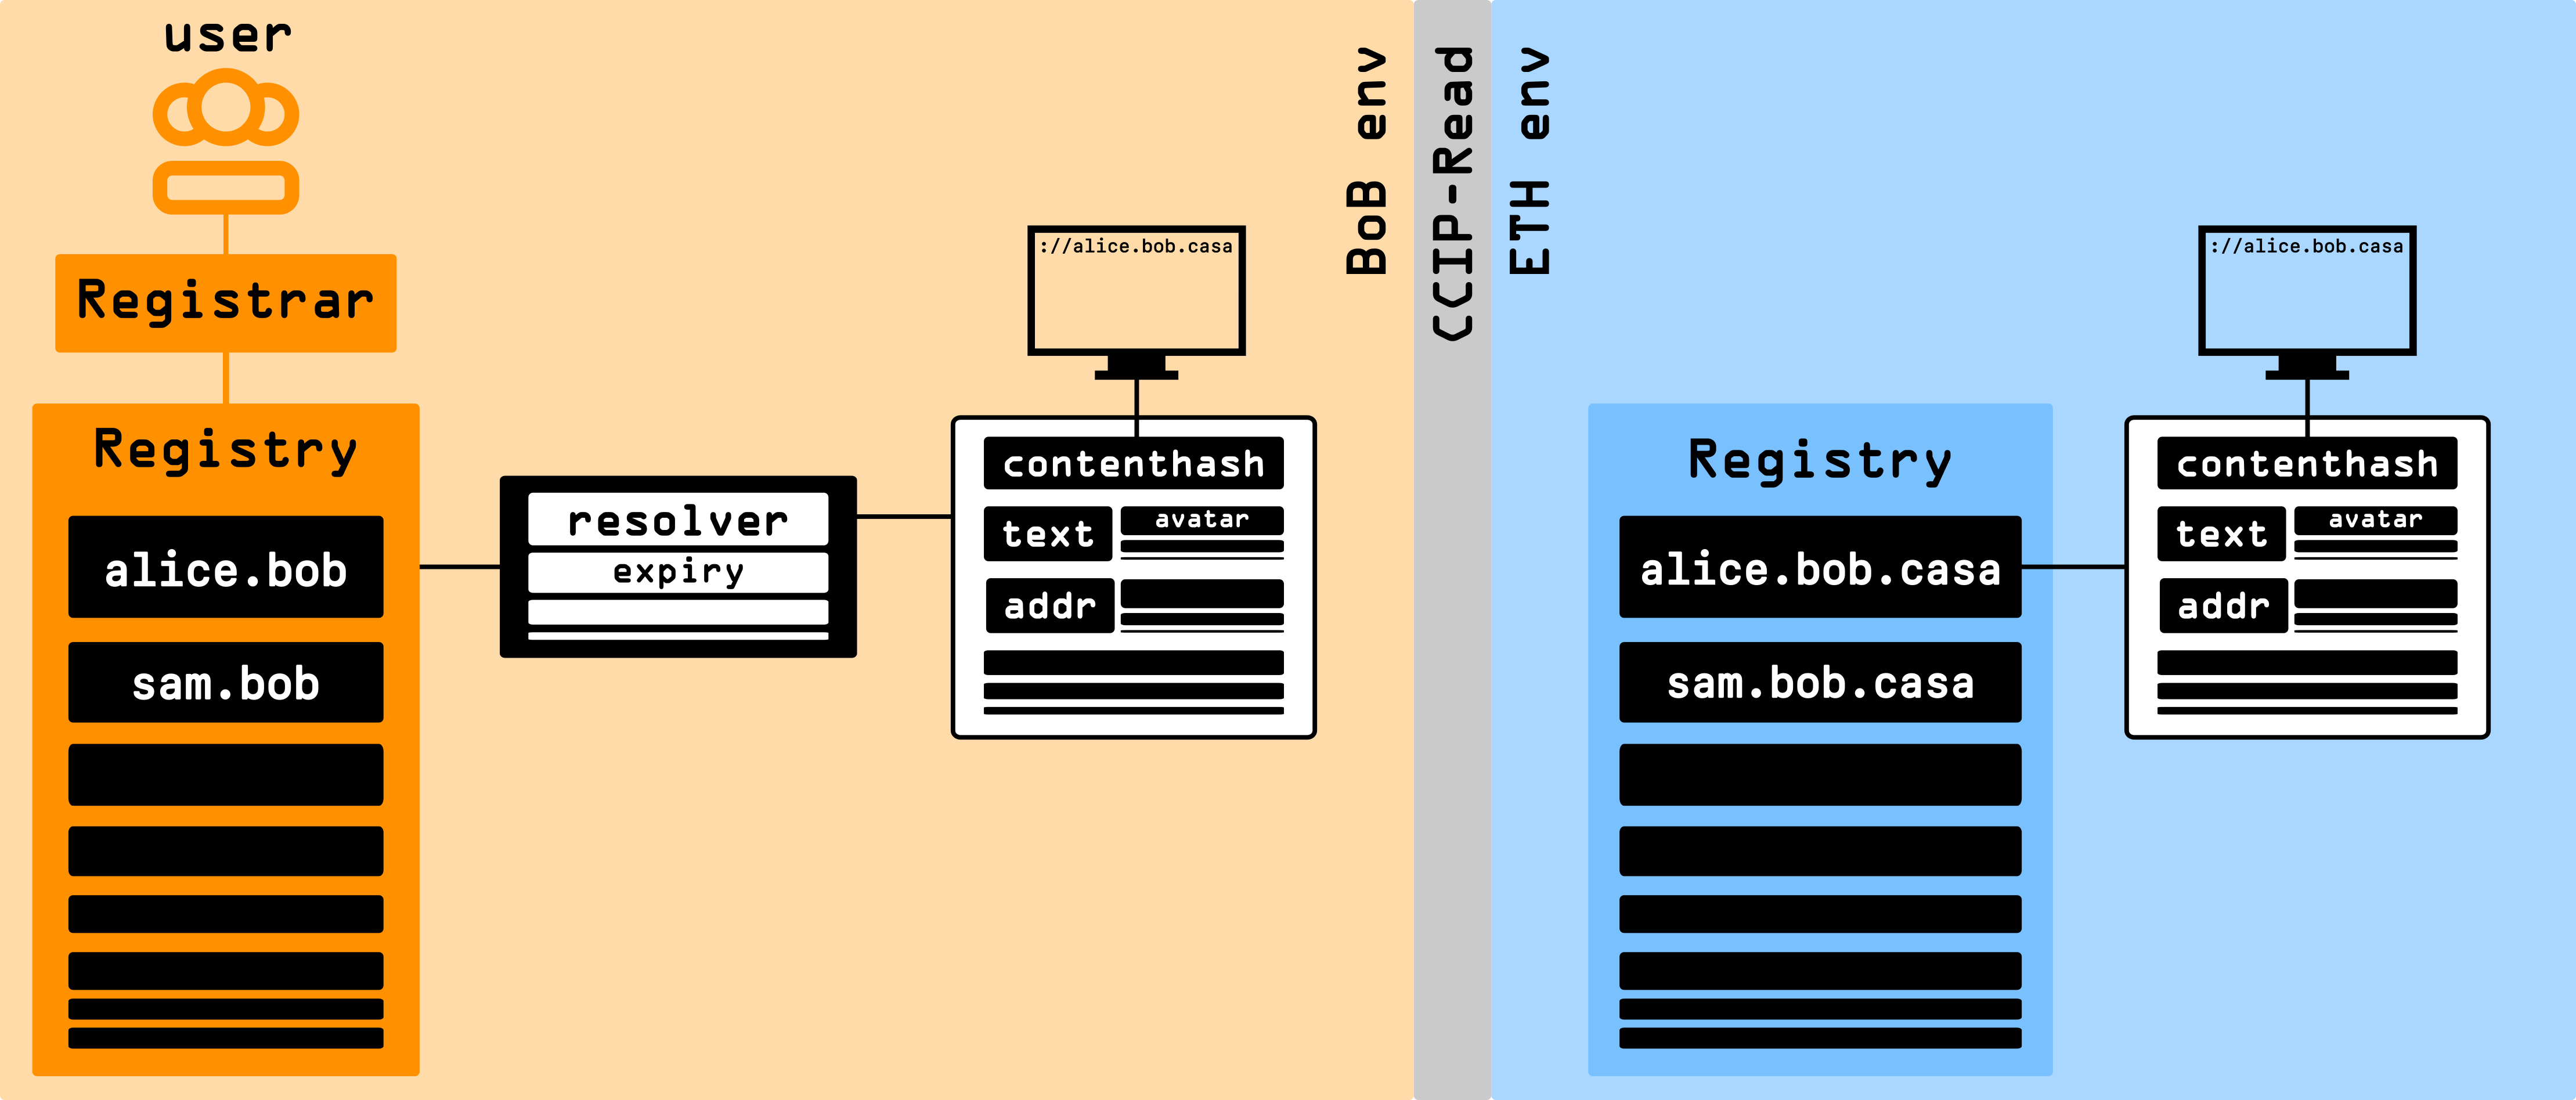 user
Registrar
Registry
alice.bob
sam.bob
resolver
expiry
://alice.bob.casa
contenthash
text
avatar
addr
BoB env
CCIP-Read
ETH env
Registry
alice.bob.casa
sam.bob.casa
://alice.bob.casa
contenthash
text
avatar
addr